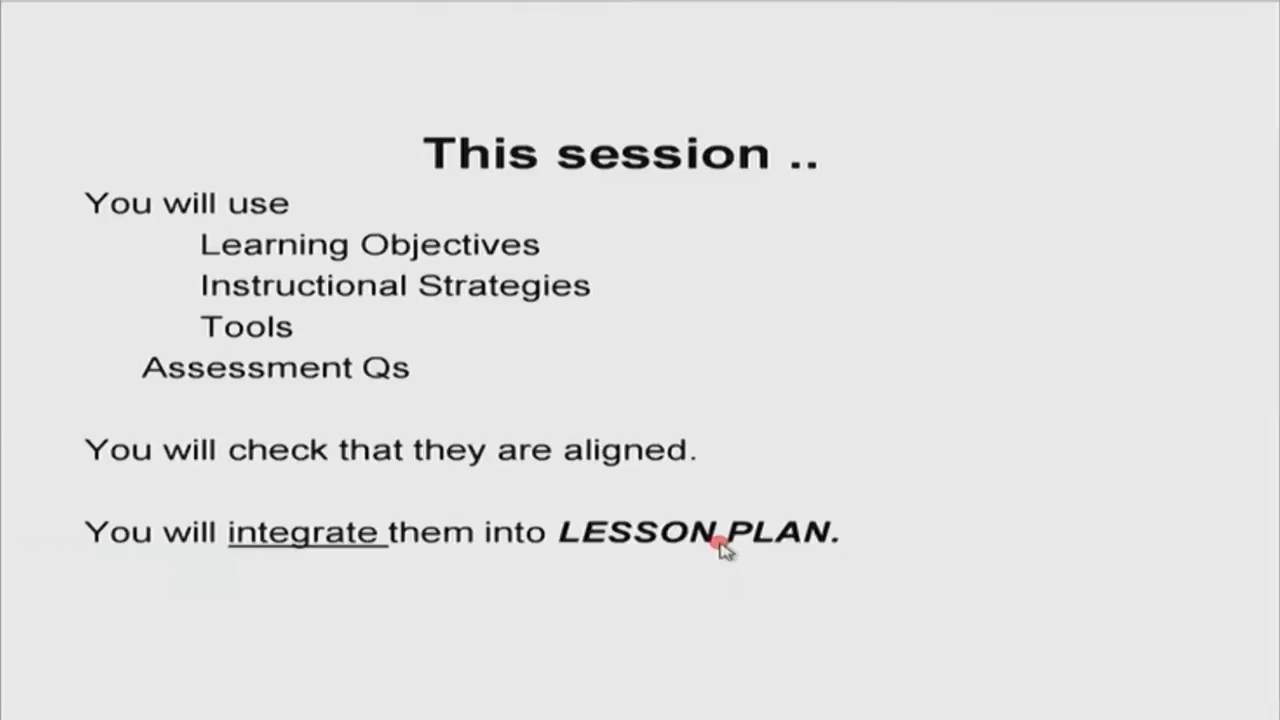 This session ..
You will use
Learning Objectives
Instructional Strategies
Tools
Assessment Qs
You will check that they are aligned.
You will integrate them into LESSON PLAN.